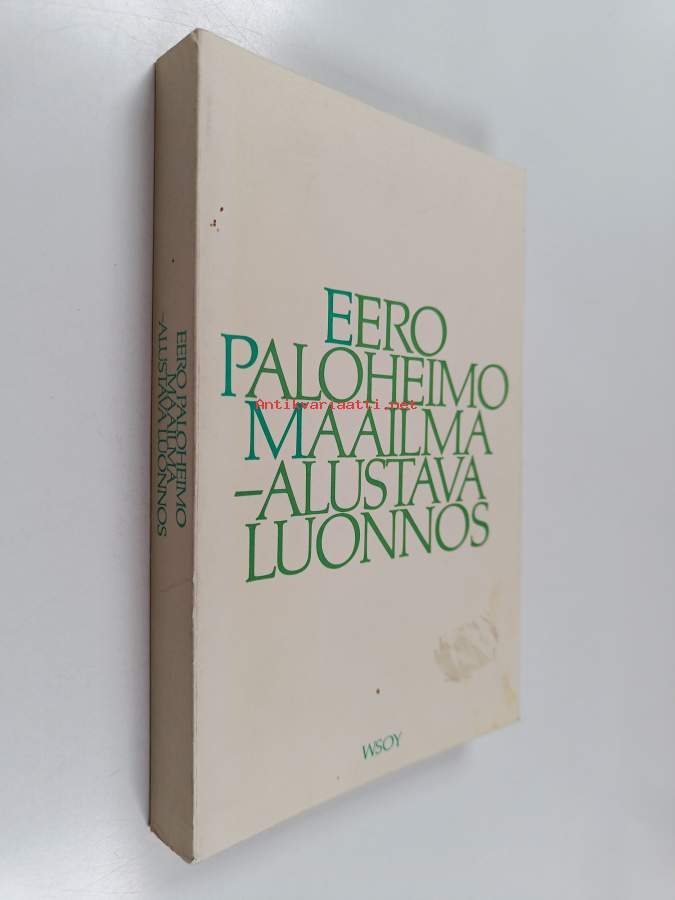 EERO
PALOHEIMO
MAAILMA
–ALUSTAVA
LUONNOS
WSOY
EERO PALOHEIMO
MAAILMA
–ALUSTAVA LUONNOS
Antikvariaatti.net